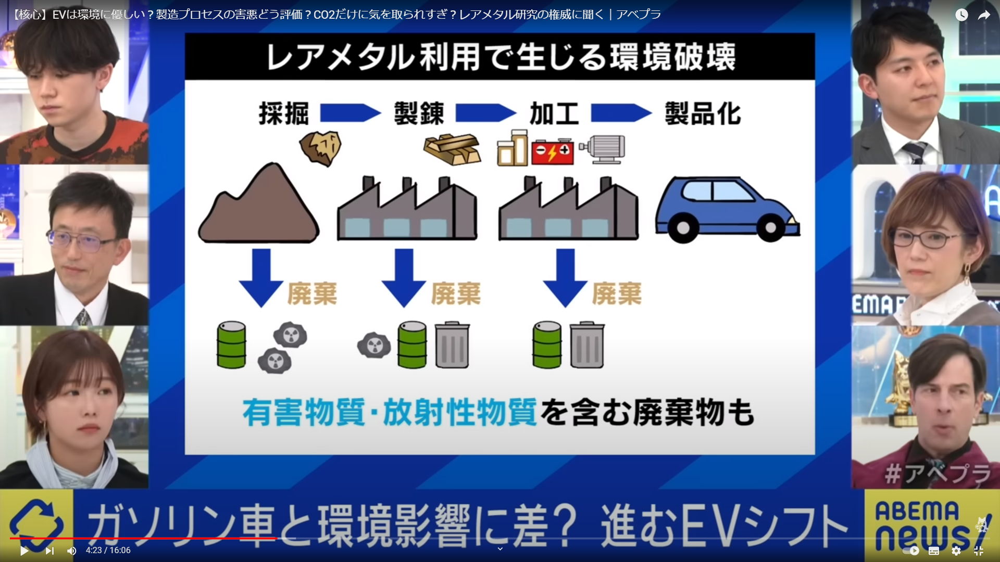 【核心】EVは環境に優しい？製造プロセスの害悪どう評価？CO2だけに気を取られすぎ？レアメタル研究の権威に聞く｜アベプラ
レアメタル利用で生じる環境破壊
採掘 製錬 加工 製品化
廃棄 廃棄 廃棄
有害物質・放射性物質を含む廃棄物も
EMA
#アベプラ
ガソリン車と環境影響に差? 進むEVシフト
ABEMA
news/
4:23 / 16:06